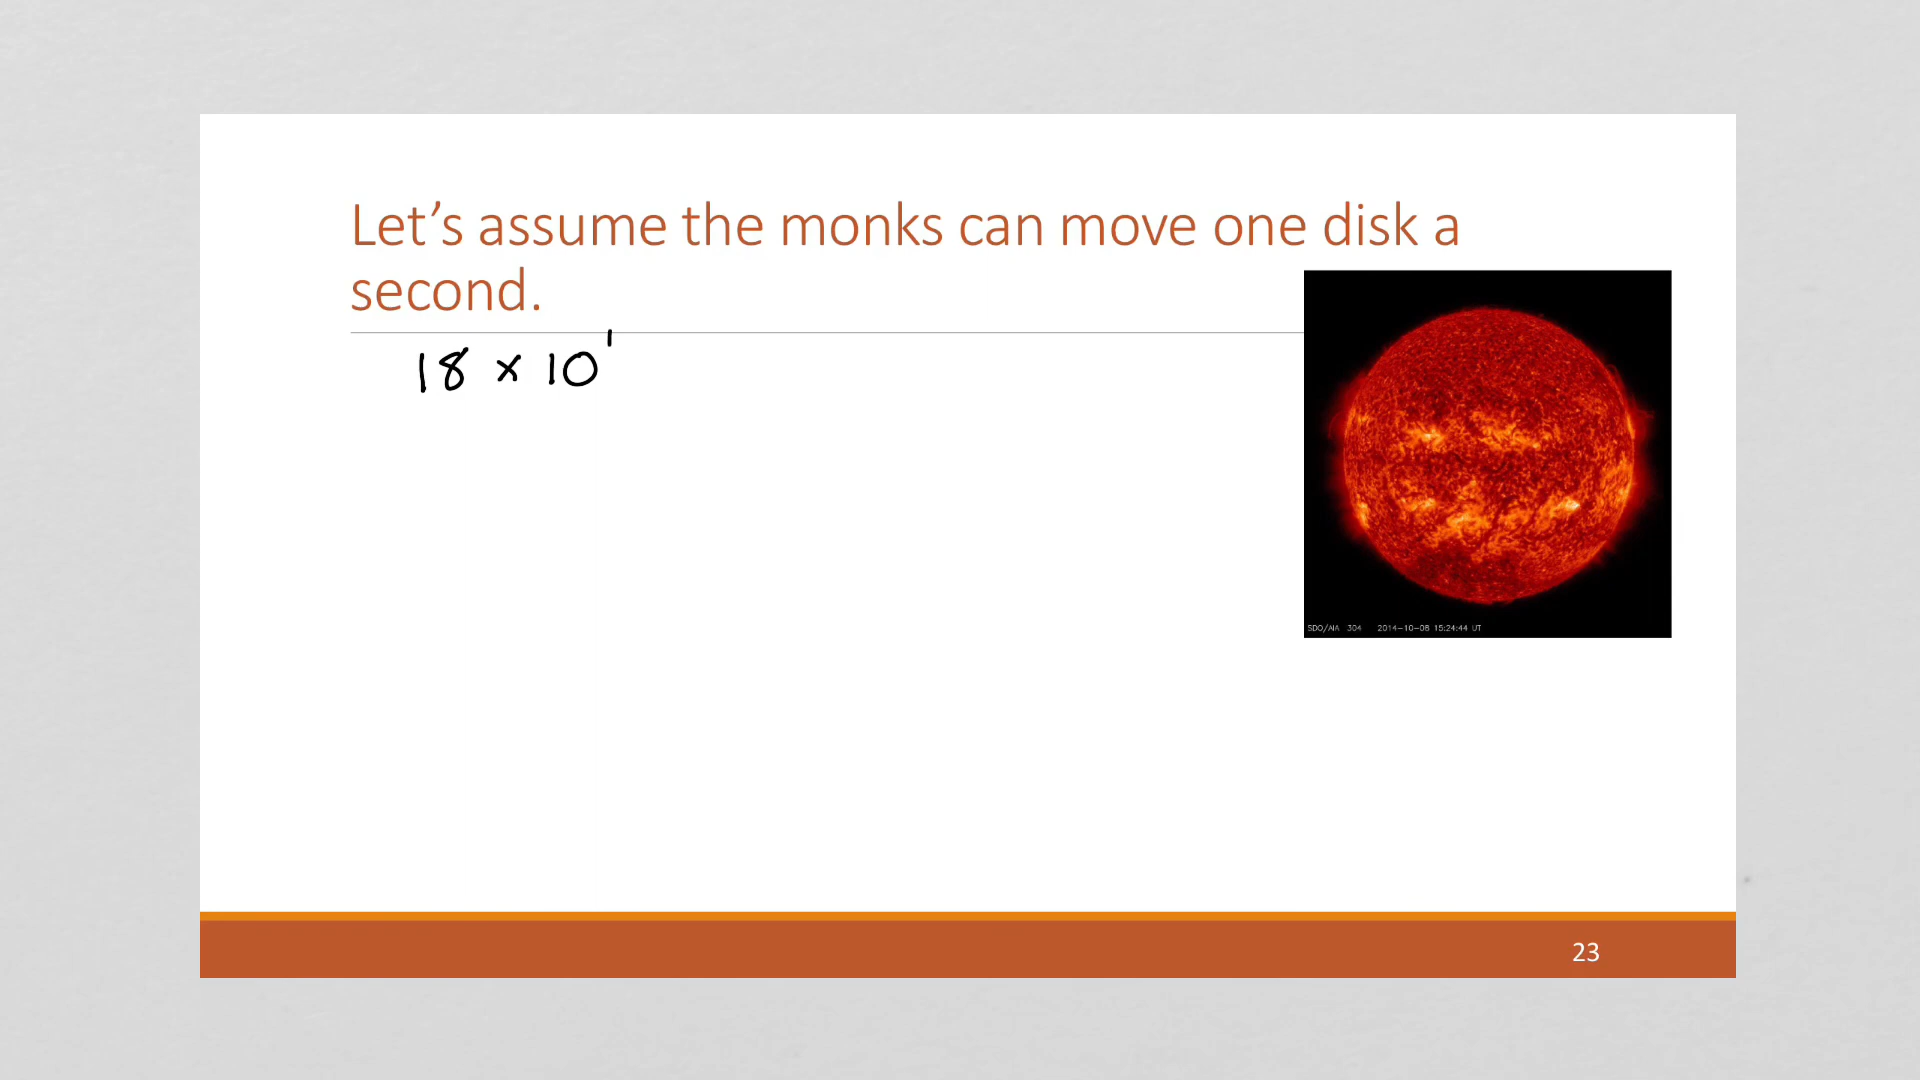 Let's assume the monks can move one disk a
second.
18 × 10¹
SDO/AIA 304 2014-10-08 15:24:44 UT
23